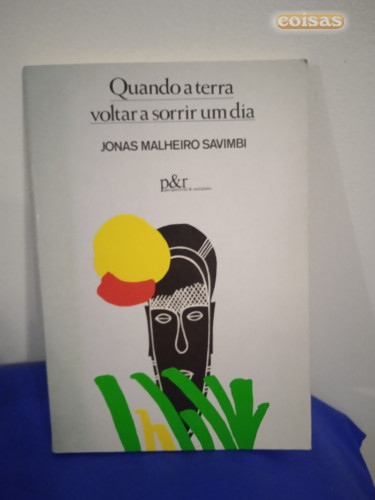 coisas
Quando a terra
voltar a sorrir um dia
JONAS MALHEIRO SAVIMBI
p&r